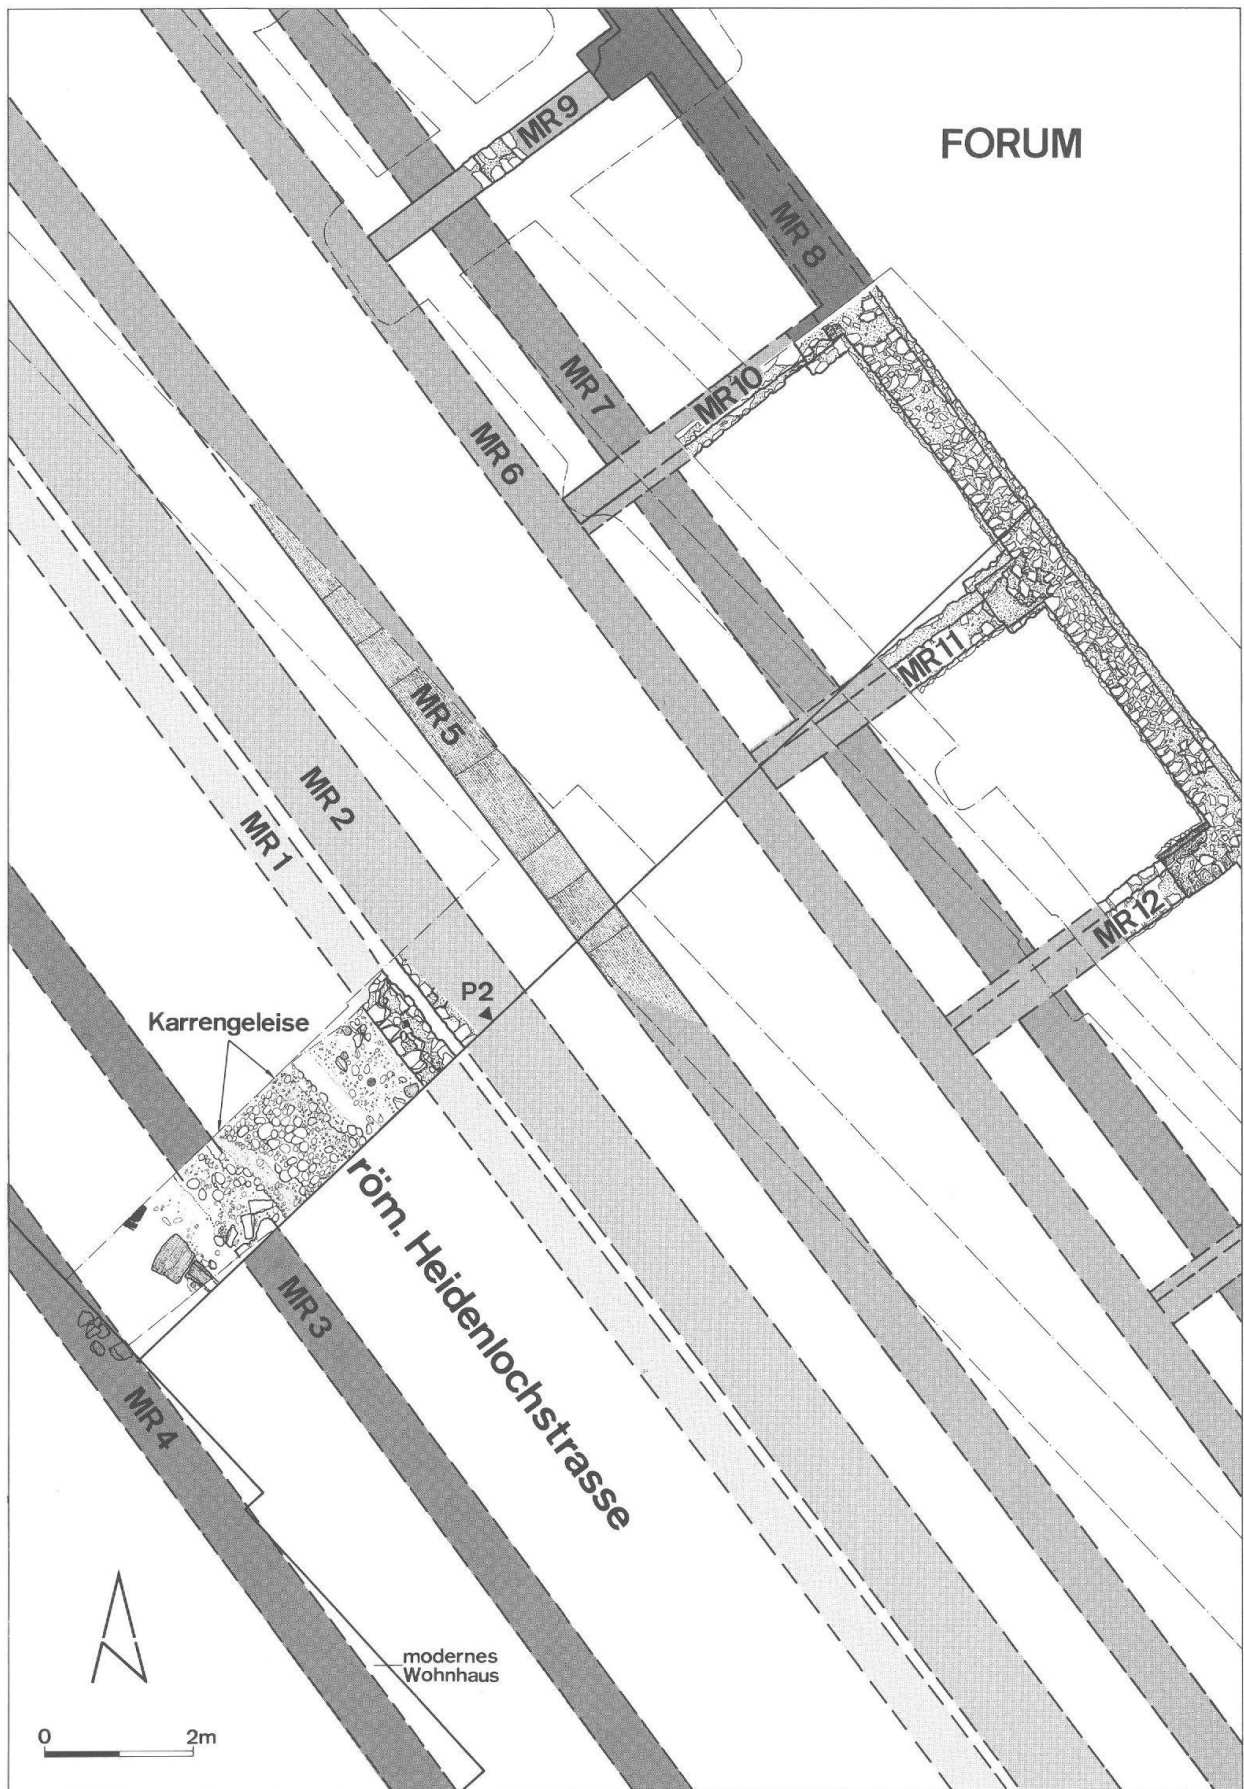 FORUM
MR 9
MR 8
MR 7
MR 10
MR 6
MR 11
MR 5
MR 2
MR 1
MR 12
P2
Karrengeleise
röm. Heidenlochstrasse
MR 3
MR 4
modernes
Wohnhaus
0 2m